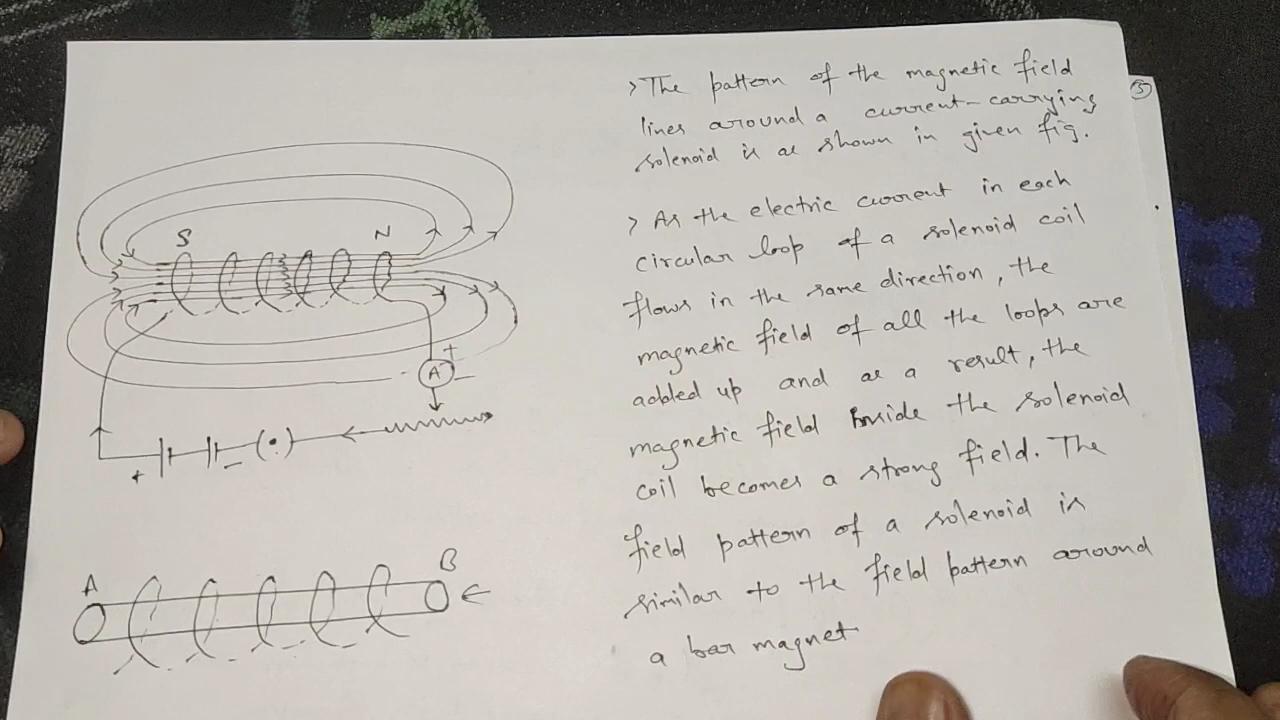 S N
A
+
-
+ -
A B
> The pattern of the magnetic field
lines around a current-carrying
solenoid is as shown in given fig.
> As the electric current in each
circular loop of a solenoid coil
flows in the same direction, the
magnetic field of all the loops are
added up and as a result, the
magnetic field inside the solenoid
coil becomes a strong field. The
field pattern of a solenoid is
similar to the field pattern around
a bar magnet
5